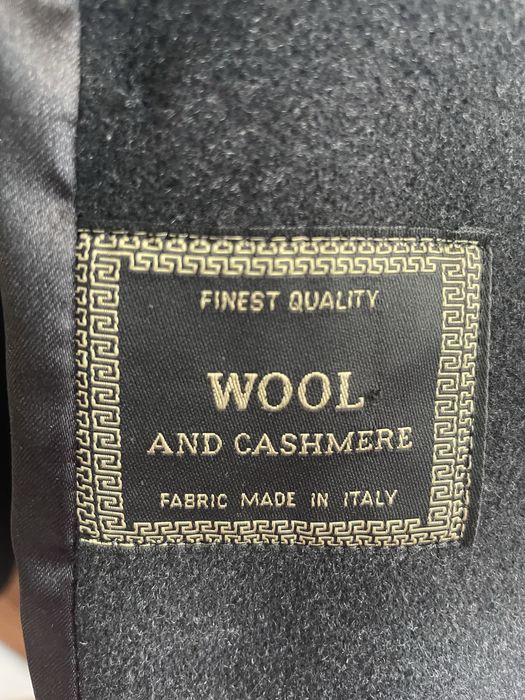 FINEST QUALITY
WOOL
AND CASHMERE
FABRIC MADE IN ITALY